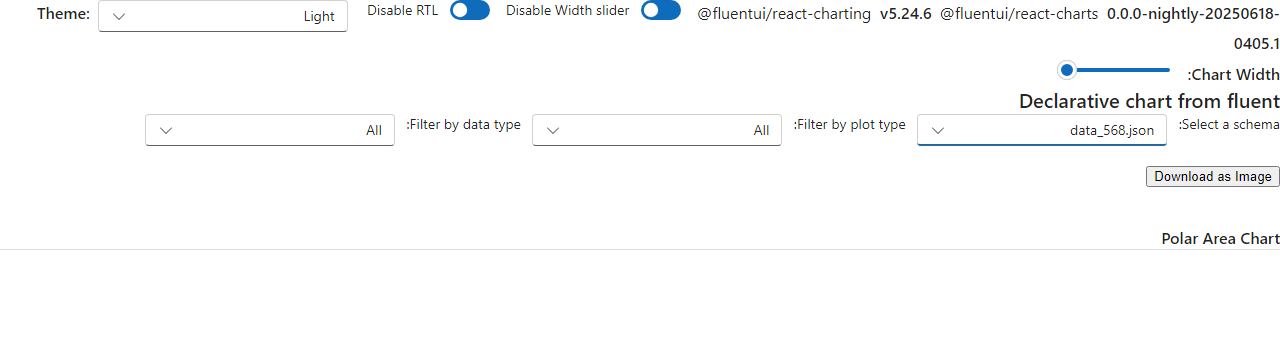 Theme: Light Disable RTL Disable Width slider @fluentui/react-charting v5.24.6 @fluentui/react-charts 0.0.0-nightly-20250618-
0405.1
:Chart Width
Declarative chart from fluent
:Select a schema data_568.json :Filter by plot type All :Filter by data type All
Download as Image
Polar Area Chart